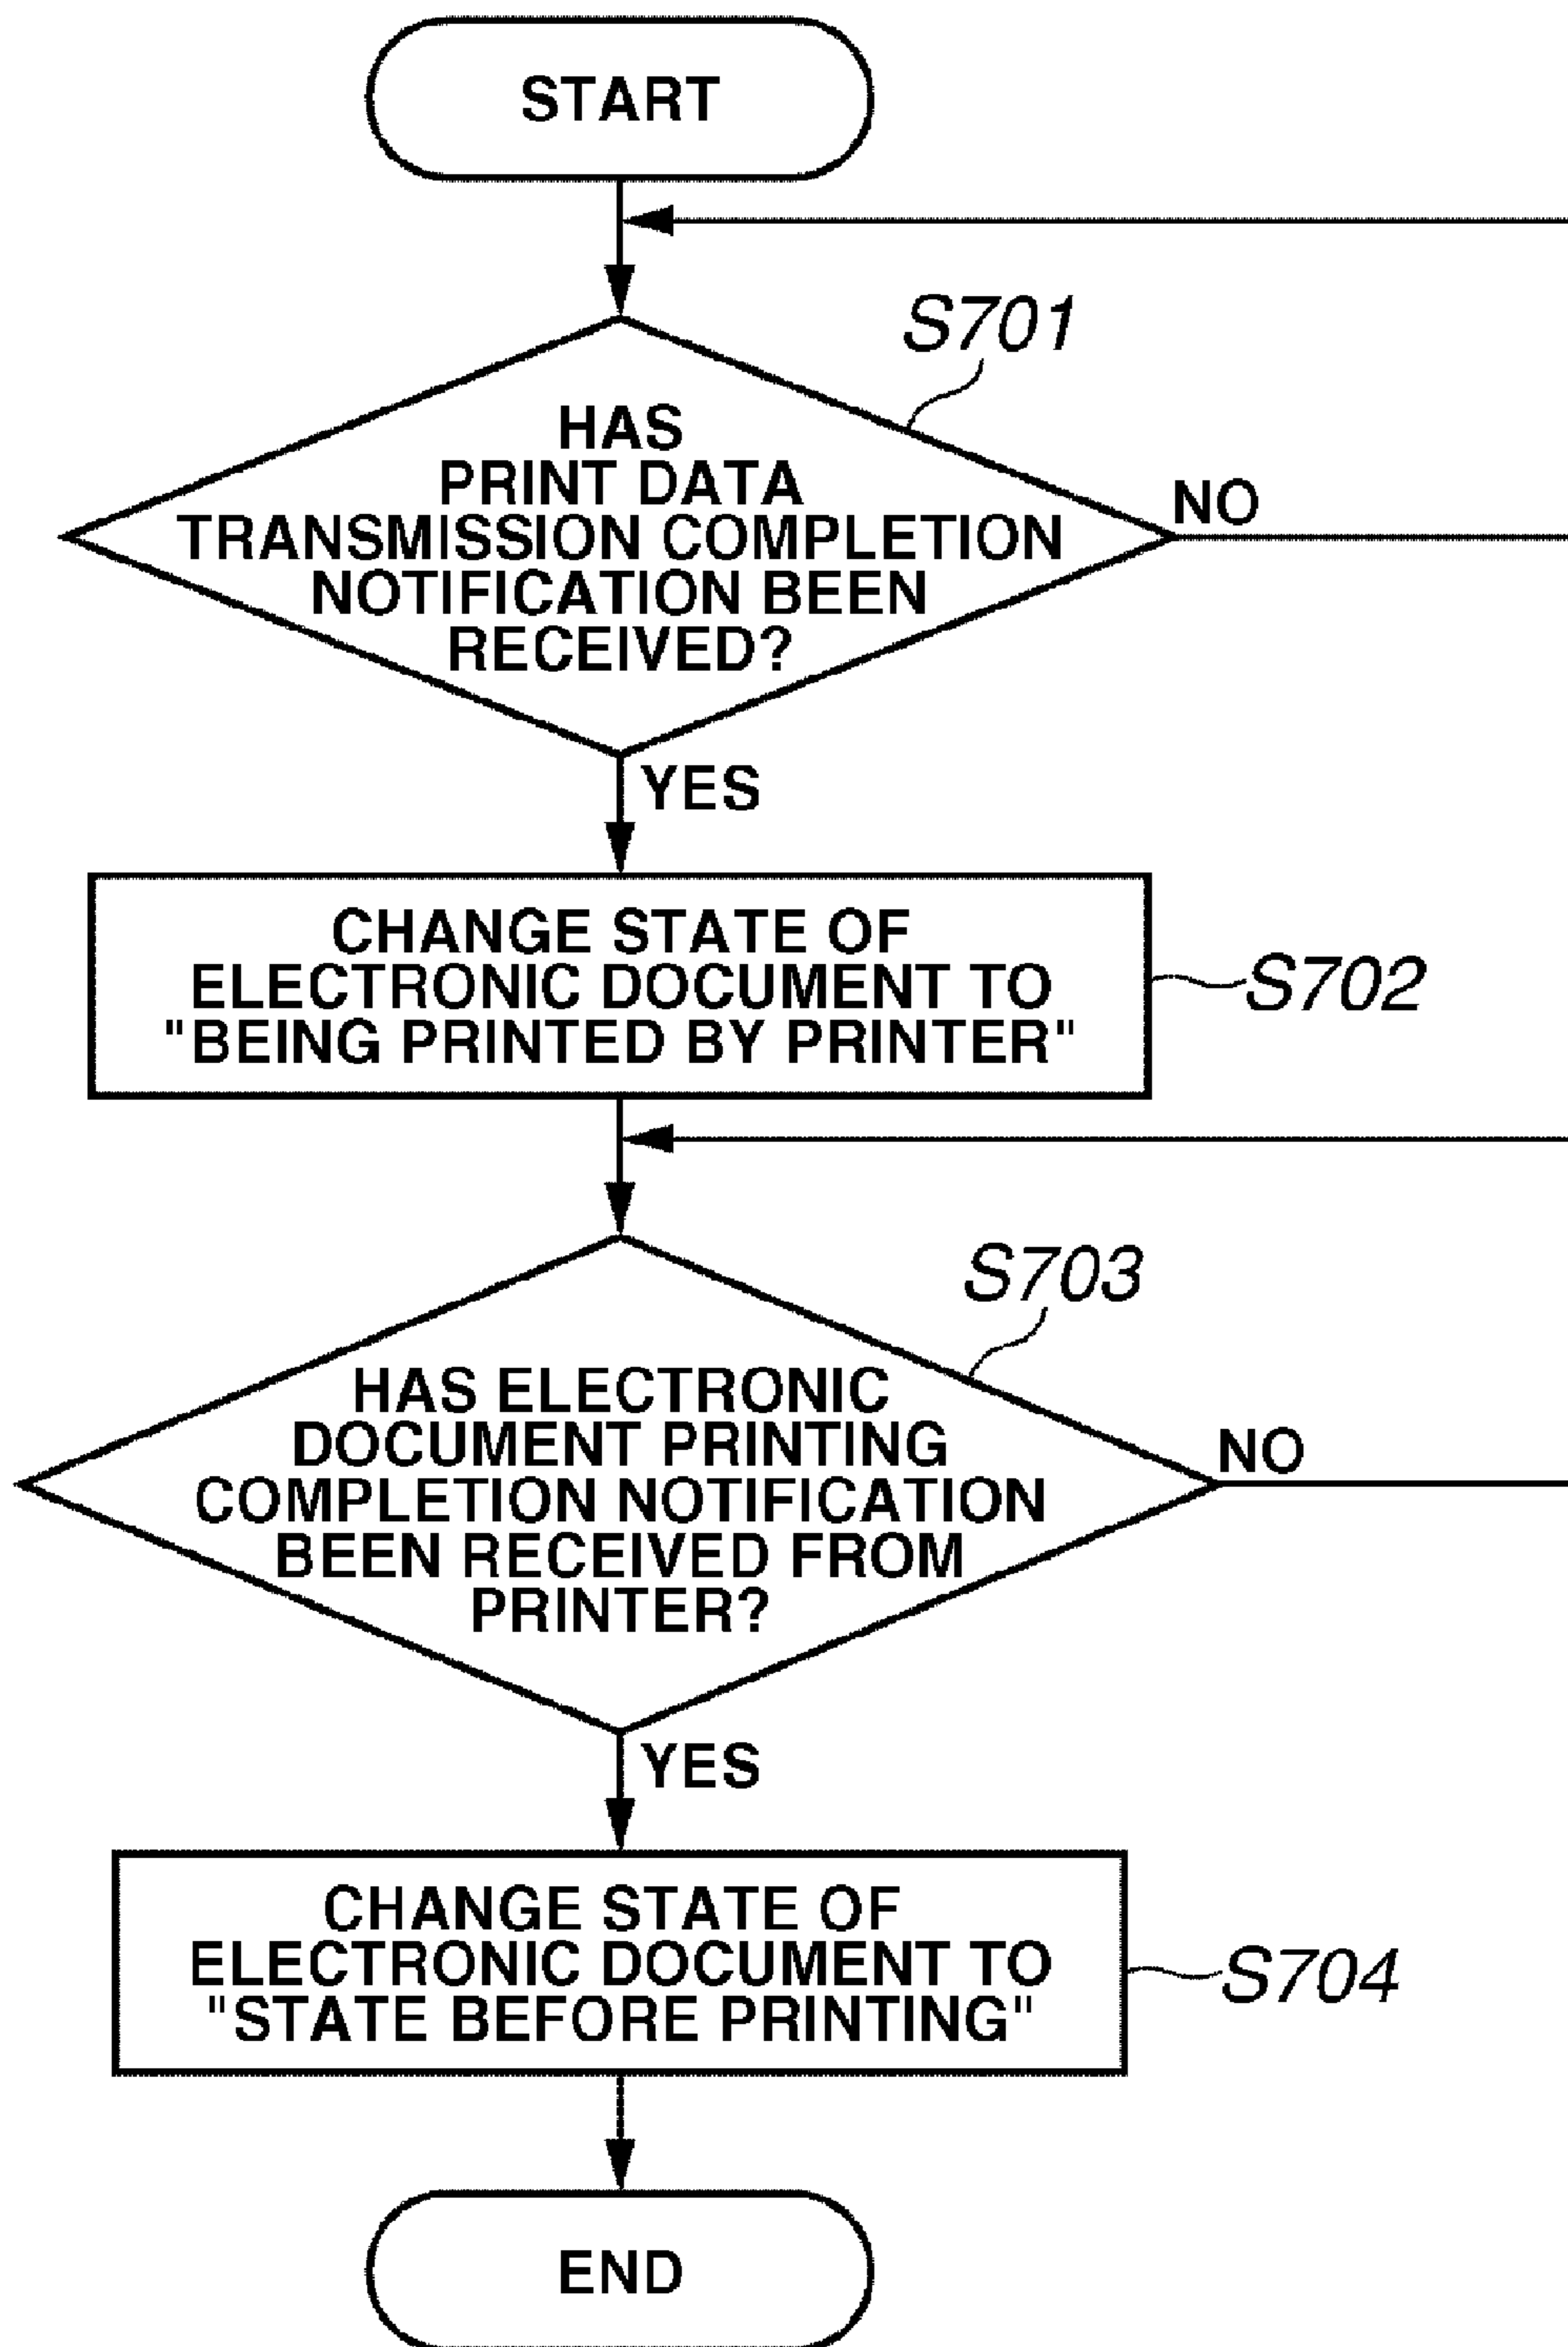 START
S701
HAS
PRINT DATA
TRANSMISSION COMPLETION
NOTIFICATION BEEN
RECEIVED?
NO
YES
CHANGE STATE OF
ELECTRONIC DOCUMENT TO
"BEING PRINTED BY PRINTER"
S702
S703
HAS ELECTRONIC
DOCUMENT PRINTING
COMPLETION NOTIFICATION
BEEN RECEIVED FROM
PRINTER?
NO
YES
CHANGE STATE OF
ELECTRONIC DOCUMENT TO
"STATE BEFORE PRINTING"
S704
END